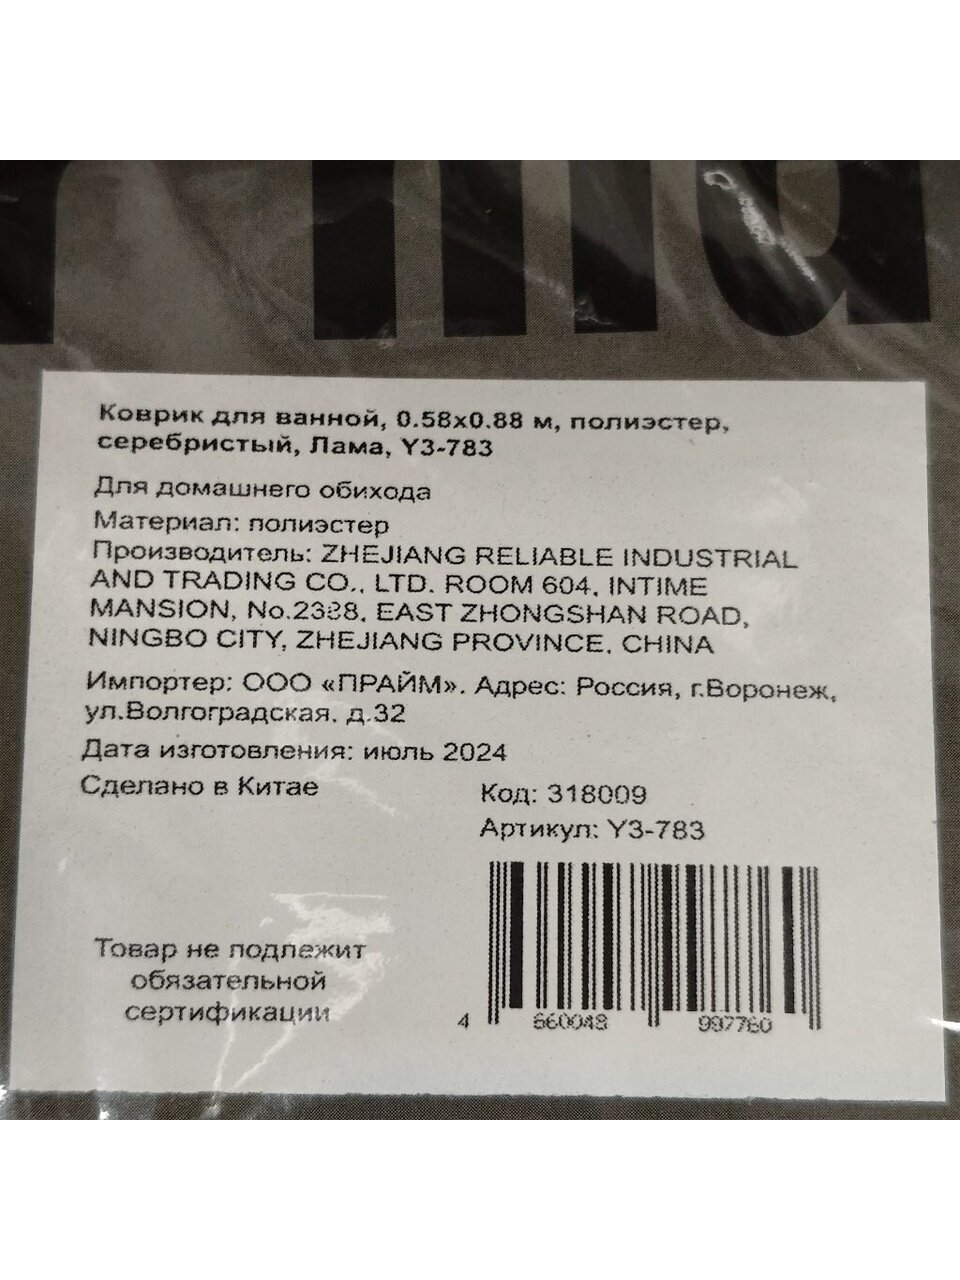 Коврик для ванной, 0.58х0.88 м, полиэстер,
серебристый, Лама, Y3-783
Для домашнего обихода
Материал: полиэстер
Производитель: ZHEJIANG RELIABLE INDUSTRIAL
AND TRADING CO., LTD. ROOM 604, INTIME
MANSION, No.2388, EAST ZHONGSHAN ROAD,
NINGBO CITY, ZHEJIANG PROVINCE, CHINA
Импортер: ООО «ПРАЙМ». Адрес: Россия, г.Воронеж,
ул.Волгоградская, д.32
Дата изготовления: июль 2024
Сделано в Китае
Код: 318009
Артикул: Y3-783
Товар не подлежит
обязательной
сертификации
4 660048 997760